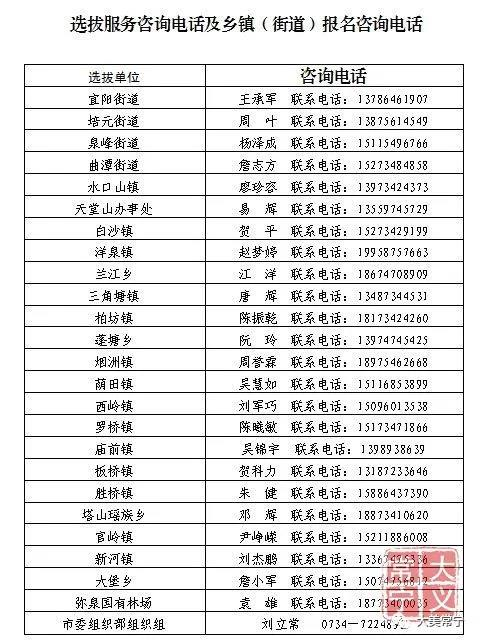 选拔服务咨询电话及乡镇（街道）报名咨询电话
选拔单位 咨询电话
宜阳街道 王承军 联系电话：13786461907
培元街道 周 叶 联系电话：13875614549
泉峰街道 杨泽成 联系电话：15115496766
曲潭街道 詹志方 联系电话：15273484858
水口山镇 廖珍容 联系电话：13973424373
天堂山办事处 易 辉 联系电话：13559745729
白沙镇 贺 平 联系电话：15273429199
洋泉镇 赵梦婷 联系电话：19958757663
兰江乡 江 洋 联系电话：18674708909
三角塘镇 唐 辉 联系电话：13487344531
柏坊镇 陈振乾 联系电话：18173424260
蓬塘乡 阮 玲 联系电话：13974745425
烟洲镇 周誉霖 联系电话：18975462668
荫田镇 吴慧如 联系电话：15116853899
西岭镇 刘军巧 联系电话：15096013538
罗桥镇 陈曦敏 联系电话：15173471866
庙前镇 吴锦宇 联系电话：1398938639
板桥镇 贺科力 联系电话：13187233646
胜桥镇 朱 健 联系电话：15886437390
塔山瑶族乡 邓 辉 联系电话：18873410620
官岭镇 尹峥嵘 联系电话：15211886008
新河镇 刘杰鹏 联系电话：13367475336
大堡乡 詹小军 联系电话：15074756812
弥泉国有林场 袁 雄 联系电话：18773400035
市委组织部组织组 刘立常 0734—722489
大美常宁